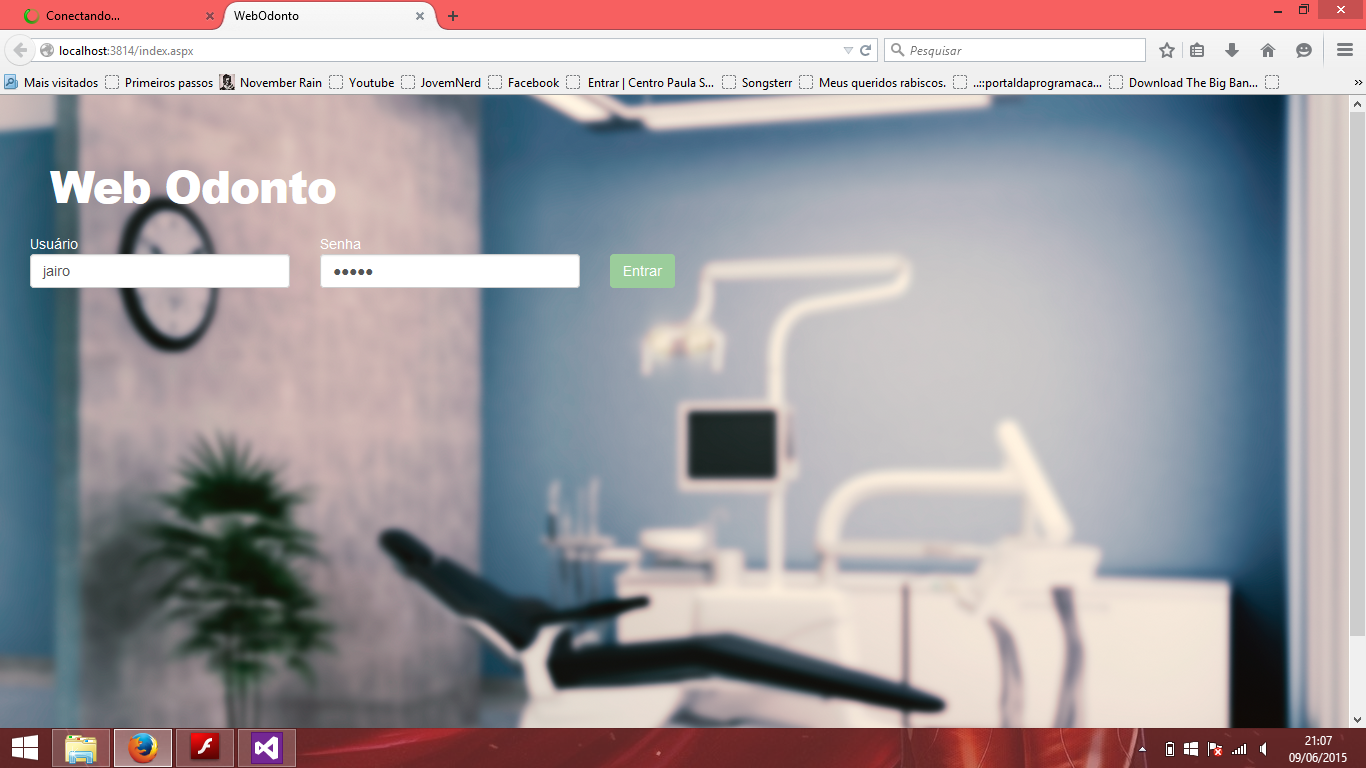 Conectando...
WebOdonto
localhost:3814/index.aspx
Pesquisar
Mais visitados Primeiros passos November Rain Youtube JovemNerd Facebook Entrar | Centro Paula S... Songsterr Meus queridos rabiscos. ..::portaldaprogramaca... Download The Big Ban...
Web Odonto
Usuário Senha
jairo ●●●●● Entrar
21:07
09/06/2015